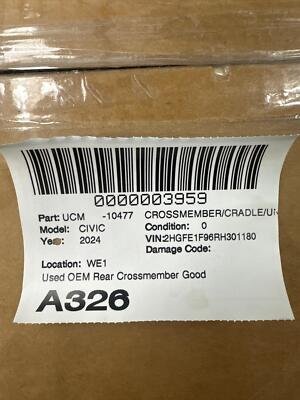 0000003959
Part: UCM -10477 CROSSMEMBER/CRADLE/UN
Model: CIVIC Condition: 0
Year: 2024 VIN:2HGFE1F96RH301180
Damage Code:
Location: WE1
Used OEM Rear Crossmember Good
A326